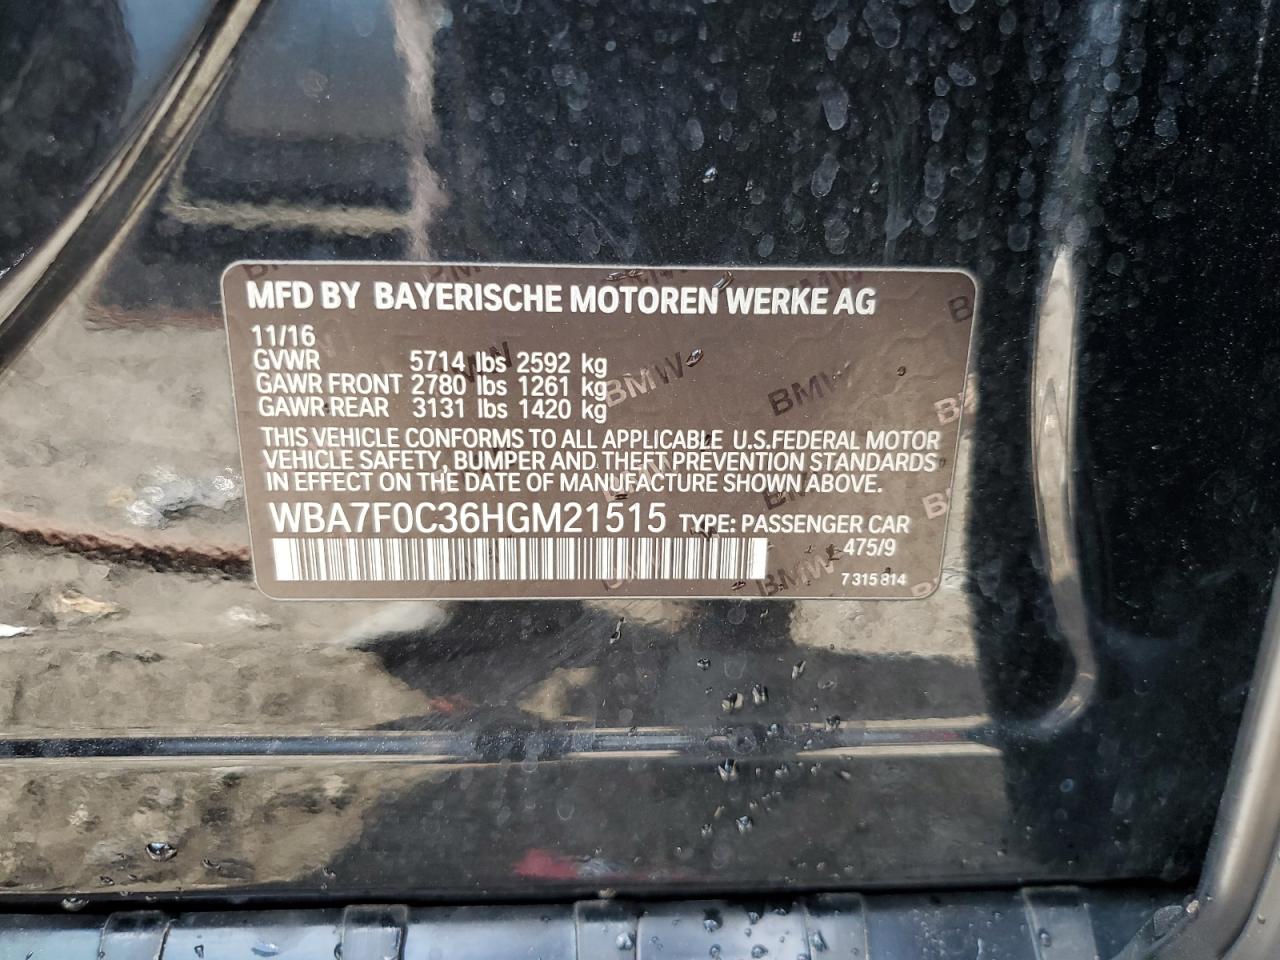 MFD BY BAYERISCHE MOTOREN WERKE AG
11/16
GVWR 5714 lbs 2592 kg
GAWR FRONT 2780 lbs 1261 kg
GAWR REAR 3131 lbs 1420 kg
THIS VEHICLE CONFORMS TO ALL APPLICABLE U.S.FEDERAL MOTOR
VEHICLE SAFETY, BUMPER AND THEFT PREVENTION STANDARDS
IN EFFECT ON THE DATE OF MANUFACTURE SHOWN ABOVE.
WBA7F0C36HGM21515 TYPE: PASSENGER CAR
475/9
7 315 814